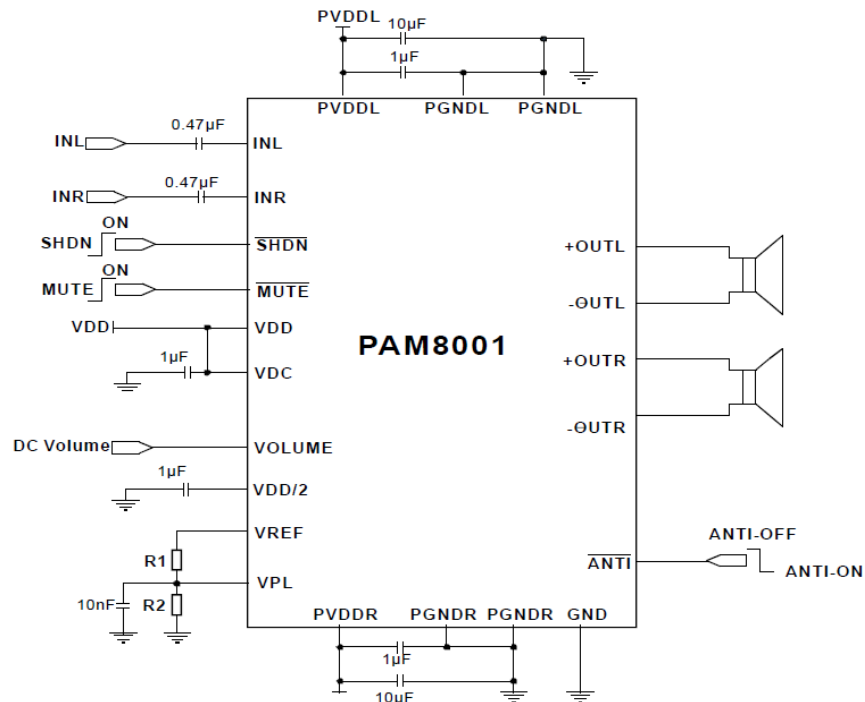 PVDDL
10µF
1µF
PVDDL PGNDL PGNDL
INL 0.47µF INL
INR 0.47µF INR
ON
SHDN SHDN
ON
MUTE MUTE
VDD VDD
1µF
VDC
PAM8001
+OUTL
-OUTL
+OUTR
-OUTR
DC Volume VOLUME
1µF
VDD/2
VREF
R1
VPL
10nF R2
ANTI-OFF
ANTI
ANTI-ON
PVDDR PGNDR PGNDR GND
1µF
10µF